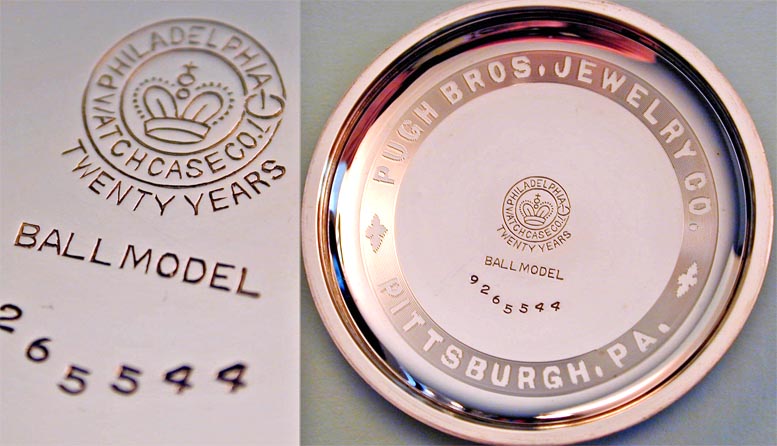 PHILADELPHIA
WATCH CASE CO.
TWENTY YEARS
BALL MODEL
265544
PUGH BROS. JEWELRY CO.
PITTSBURGH, PA.
PHILADELPHIA
WATCH CASE CO.
TWENTY YEARS
BALL MODEL
9265544